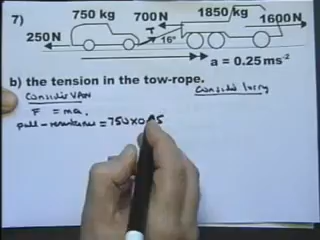 7) 750 kg 700N 1850 kg 1600N
250N T 16°
a = 0.25 ms⁻²
b) the tension in the tow-rope.
Consider VAN Consider lorry
F = ma.
pull - resistance = 750 x 0.25